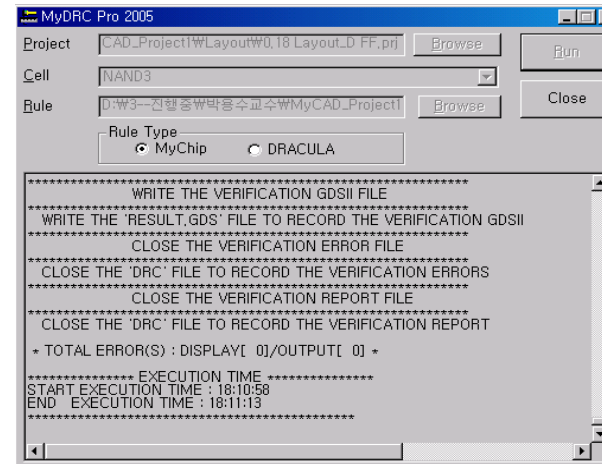 MyDRC Pro 2005
Project CAD_Project1₩Layout₩0,18 Layout_D FF,prj Browse Run
Cell NAND3
Rule D:₩3--진행중₩박용수교수₩MyCAD_Project1 Browse Close
Rule Type
MyChip DRACULA
*************************************************************
WRITE THE VERIFICATION GDSII FILE
*************************************************************
WRITE THE 'RESULT,GDS' FILE TO RECORD THE VERIFICATION GDSII
*************************************************************
CLOSE THE VERIFICATION ERROR FILE
*************************************************************
CLOSE THE 'DRC' FILE TO RECORD THE VERIFICATION ERRORS
*************************************************************
CLOSE THE VERIFICATION REPORT FILE
*************************************************************
CLOSE THE 'DRC' FILE TO RECORD THE VERIFICATION REPORT
* TOTAL ERROR(S) : DISPLAY[ 0]/OUTPUT[ 0] *
*************** EXECUTION TIME ***************
START EXECUTION TIME : 18:10:58
END EXECUTION TIME : 18:11:13
**********************************************